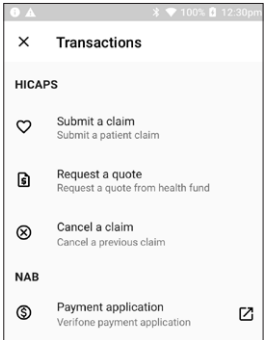 100% 12:30pm
Transactions
HICAPS
Submit a claim
Submit a patient claim
Request a quote
Request a quote from health fund
Cancel a claim
Cancel a previous claim
NAB
Payment application
Verifone payment application